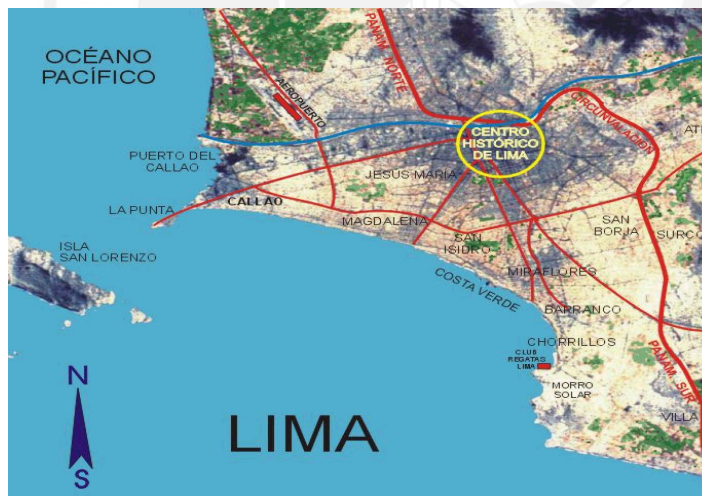 OCÉANO
PACÍFICO
AEROPUERTO
PANAM. NORTE
CIRCUNVALACIÓN
CENTRO
HISTÓRICO
DE LIMA
PUERTO DEL
CALLAO
JESUS MARIA
LA PUNTA
CALLAO
MAGDALENA
SAN
ISIDRO
SAN
BORJA
SURCO
ISLA
SAN LORENZO
COSTA VERDE
MIRAFLORES
BARRANCO
CHORRILLOS
CLUB
REGATAS
LIMA
MORRO
SOLAR
PANAM. SUR
VILLA
N
S
LIMA